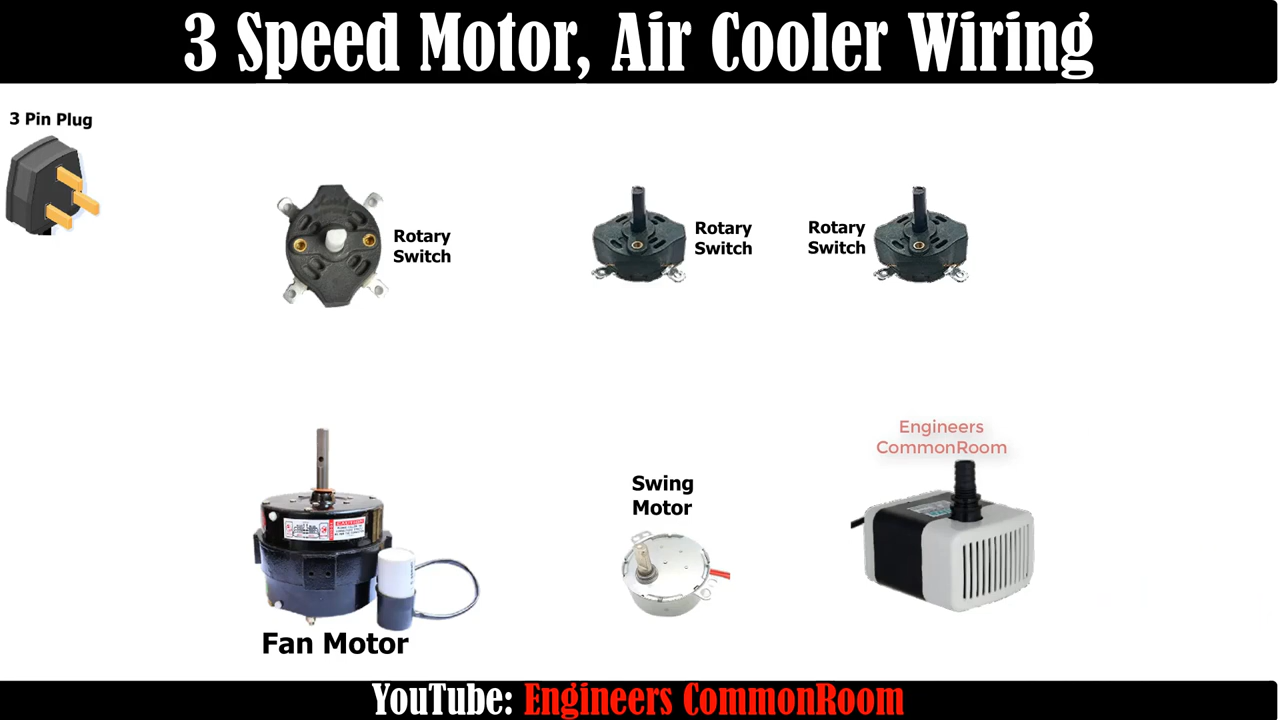 3 Speed Motor, Air Cooler Wiring
3 Pin Plug
Rotary
Switch
Rotary
Switch
Rotary
Switch
Engineers
CommonRoom
Swing
Motor
Fan Motor
YouTube: Engineers CommonRoom